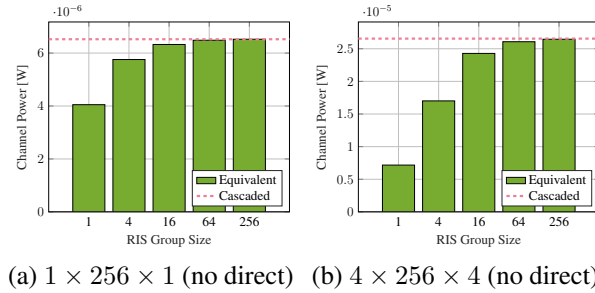 ·10⁻⁶
6
4
2
0
Channel Power [W]
Equivalent
Cascaded
1 4 16 64 256
RIS Group Size
(a) 1 × 256 × 1 (no direct)
·10⁻⁵
2.5
2
1.5
1
0.5
0
Channel Power [W]
Equivalent
Cascaded
1 4 16 64 256
RIS Group Size
(b) 4 × 256 × 4 (no direct)